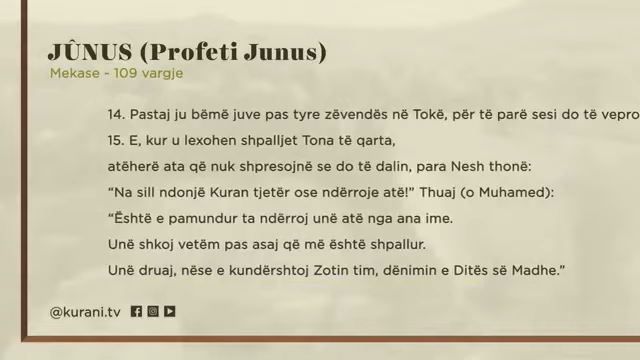 JÛNUS (Profeti Junus)
Mekase - 109 vargje
14. Pastaj ju bëmë juve pas tyre zëvendës në Tokë, për të parë sesi do të vepro
15. E, kur u lexohen shpalljet Tona të qarta,
atëherë ata që nuk shpresojnë se do të dalin, para Nesh thonë:
“Na sill ndonjë Kuran tjetër ose ndërroje atë!” Thuaj (o Muhamed):
“Është e pamundur ta ndërroj unë atë nga ana ime.
Unë shkoj vetëm pas asaj që më është shpallur.
Unë druaj, nëse e kundërshtoj Zotin tim, dënimin e Ditës së Madhe.”
@kurani.tv